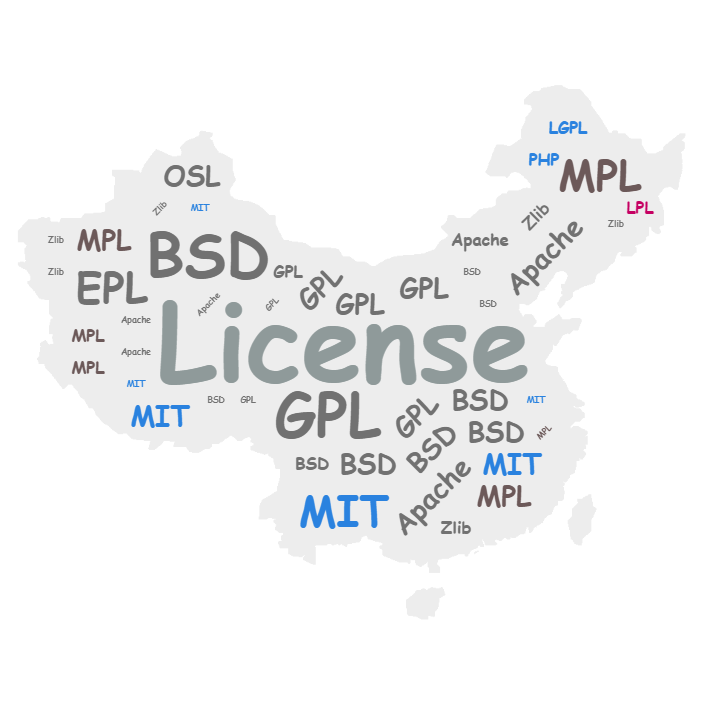 LGPL
PHP
MPL
OSL
LPL
Zlib
MIT
Zlib
Zlib
Zlib
MPL
Apache
BSD
Apache
Zlib
GPL
BSD
EPL
GPL
GPL
GPL
Apache
GPL
BSD
Apache
License
MPL
Apache
MPL
MIT
BSD
GPL
BSD
MIT
MIT
GPL
GPL
BSD
MPL
BSD
BSD
BSD
MIT
Apache
MPL
MIT
Zlib